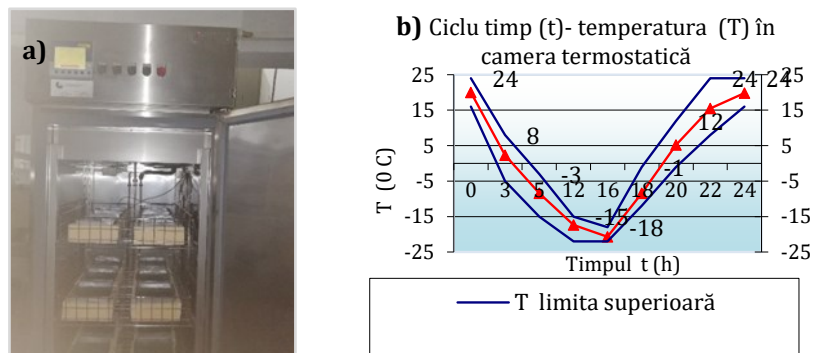 a)
b) Ciclu timp (t)- temperatura (T) în
camera termostatică
25
15
5
-5
-15
-25
T (0 C)
24
8
-3
-15
-18
-1
12
24 24
0 3 5 12 16 18 20 22 24
25
15
5
-5
-15
-25
Timpul t (h)
T limita superioară